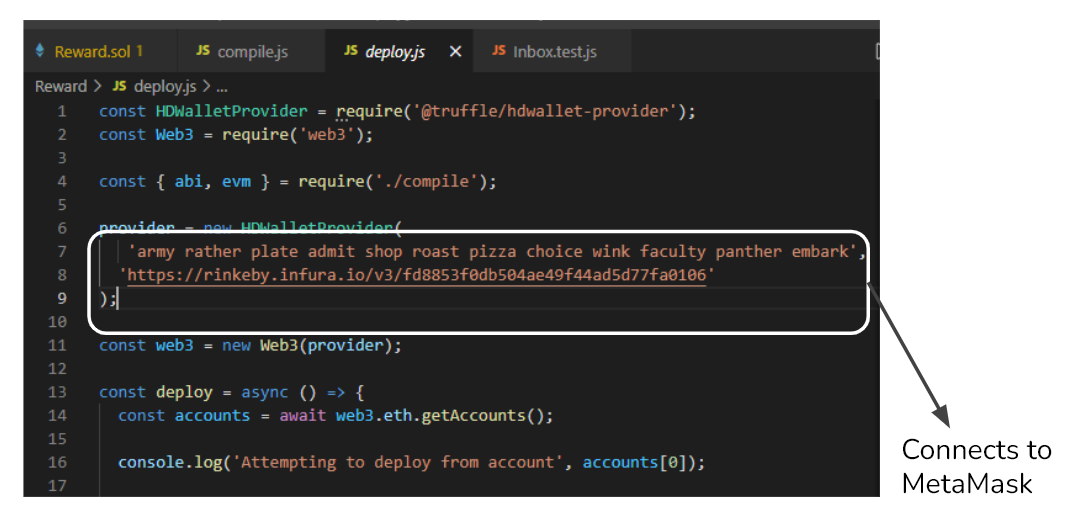 Reward.sol 1 JS compile.js JS deploy.js × JS Inbox.test.js
Reward > JS deploy.js > ...
1 const HDWalletProvider = require('@truffle/hdwallet-provider');
2 const Web3 = require('web3');
3
4 const { abi, evm } = require('./compile');
5
6 provider = new HDWalletProvider(
7 'army rather plate admit shop roast pizza choice wink faculty panther embark',
8 'https://rinkeby.infura.io/v3/fd8853f0db504ae49f44ad5d77fa0106'
9 );
10
11 const web3 = new Web3(provider);
12
13 const deploy = async () => {
14 const accounts = await web3.eth.getAccounts();
15
16 console.log('Attempting to deploy from account', accounts[0]);
17
Connects to
MetaMask